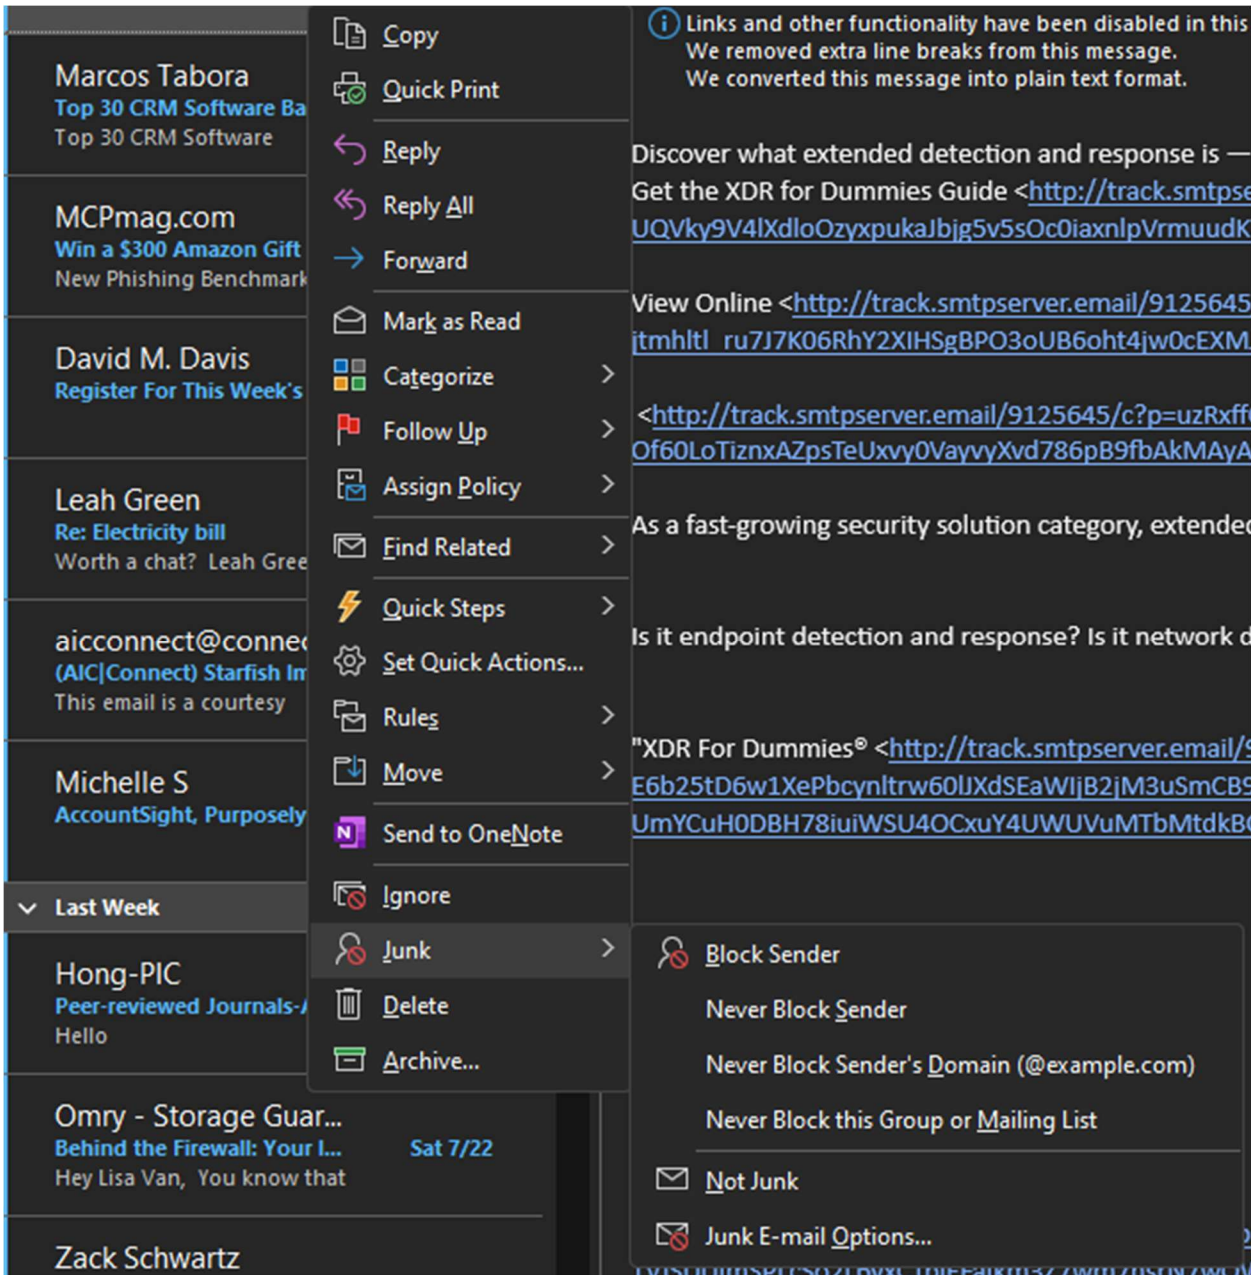 Marcos Tabora
Top 30 CRM Software Ba
Top 30 CRM Software
MCPmag.com
Win a $300 Amazon Gift
New Phishing Benchmark
David M. Davis
Register For This Week's
Leah Green
Re: Electricity bill
Worth a chat?  Leah Gree
aicconnect@connec
(AIC|Connect) Starfish Im
This email is a courtesy
Michelle S
AccountSight, Purposely
Last Week
Hong-PIC
Peer-reviewed Journals-A
Hello
Omry - Storage Guar...
Behind the Firewall: Your I... Sat 7/22
Hey Lisa Van,  You know that
Zack Schwartz
Copy
Quick Print
Reply
Reply All
Forward
Mark as Read
Categorize
Follow Up
Assign Policy
Find Related
Quick Steps
Set Quick Actions...
Rules
Move
Send to OneNote
Ignore
Junk
Delete
Archive...
Block Sender
Never Block Sender
Never Block Sender's Domain (@example.com)
Never Block this Group or Mailing List
Not Junk
Junk E-mail Options...
Links and other functionality have been disabled in this
We removed extra line breaks from this message.
We converted this message into plain text format.
Discover what extended detection and response is —
Get the XDR for Dummies Guide <http://track.smtpse
UQVky9V4lXdloOzyxpukaJbjg5v5sOc0iaxnlpVrmuudK
View Online <http://track.smtpserver.email/9125645
jtmhltl_ru7J7K06RhY2XIHSgBPO3oUB6oht4jw0cEXM
<http://track.smtpserver.email/9125645/c?p=uzRxff
Of60LoTiznxAZpsTeUxvy0VayvyXvd786pB9fbAkMAyA
As a fast-growing security solution category, extended
Is it endpoint detection and response? Is it network d
"XDR For Dummies® <http://track.smtpserver.email/9
E6b25tD6w1XePbcynltrw60lJXdSEaWIjB2jM3uSmCB9
UmYCuH0DBH78iuiWSU4OCxuY4UWUVuMTbMtdkB